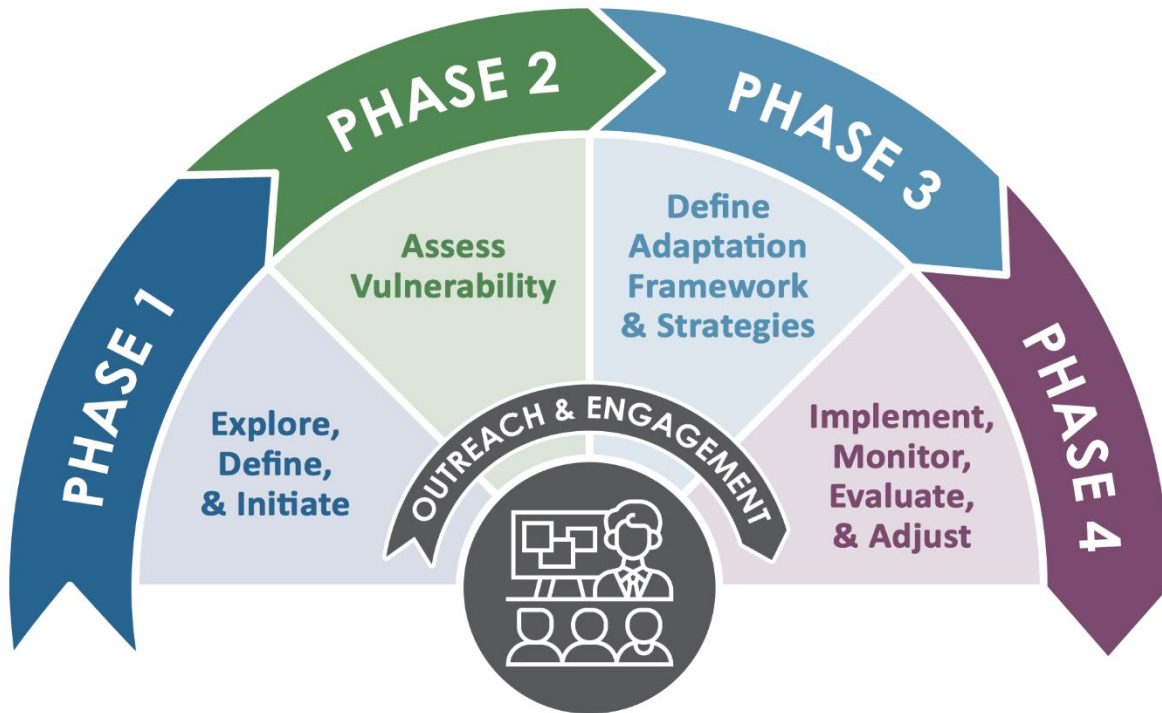 PHASE 1
Explore,
Define,
& Initiate
PHASE 2
Assess
Vulnerability
PHASE 3
Define
Adaptation
Framework
& Strategies
PHASE 4
Implement,
Monitor,
Evaluate,
& Adjust
OUTREACH & ENGAGEMENT